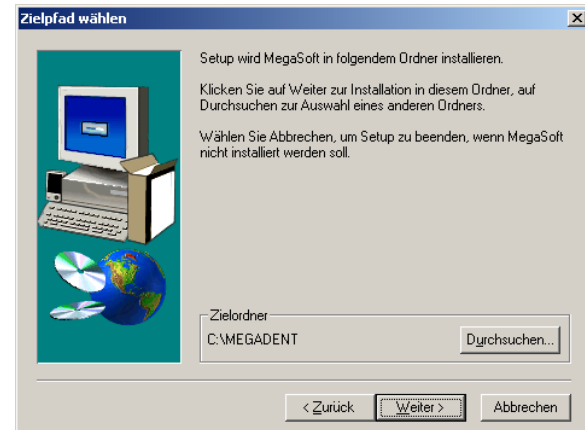 Zielpfad wählen
Setup wird MegaSoft in folgendem Ordner installieren.
Klicken Sie auf Weiter zur Installation in diesem Ordner, auf
Durchsuchen zur Auswahl eines anderen Ordners.
Wählen Sie Abbrechen, um Setup zu beenden, wenn MegaSoft
nicht installiert werden soll.
Zielordner
C:\MEGADENT
Durchsuchen...
< Zurück
Weiter >
Abbrechen